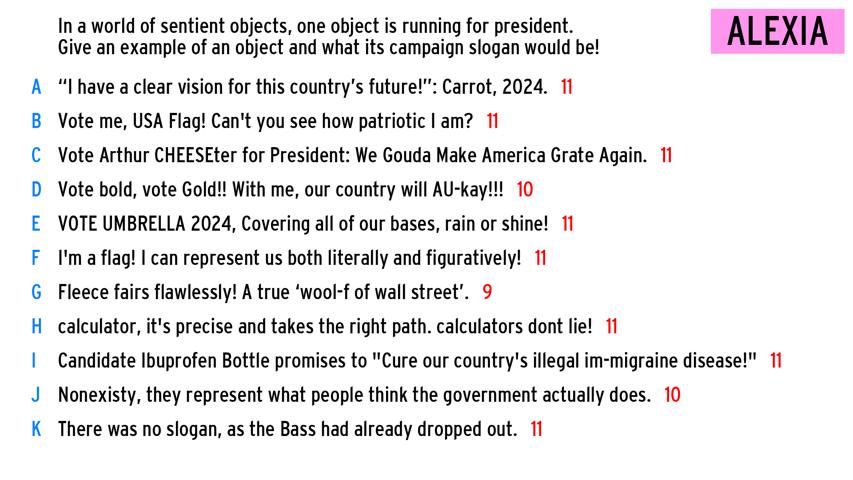 In a world of sentient objects, one object is running for president.
Give an example of an object and what its campaign slogan would be!
ALEXIA
A “I have a clear vision for this country’s future!”: Carrot, 2024. 11
B Vote me, USA Flag! Can't you see how patriotic I am? 11
C Vote Arthur CHEESEter for President: We Gouda Make America Grate Again. 11
D Vote bold, vote Gold!! With me, our country will AU-kay!!! 10
E VOTE UMBRELLA 2024, Covering all of our bases, rain or shine! 11
F I'm a flag! I can represent us both literally and figuratively! 11
G Fleece fairs flawlessly! A true ‘wool-f of wall street’. 9
H calculator, it's precise and takes the right path. calculators dont lie! 11
I Candidate Ibuprofen Bottle promises to "Cure our country's illegal im-migraine disease!" 11
J Nonexisty, they represent what people think the government actually does. 10
K There was no slogan, as the Bass had already dropped out. 11